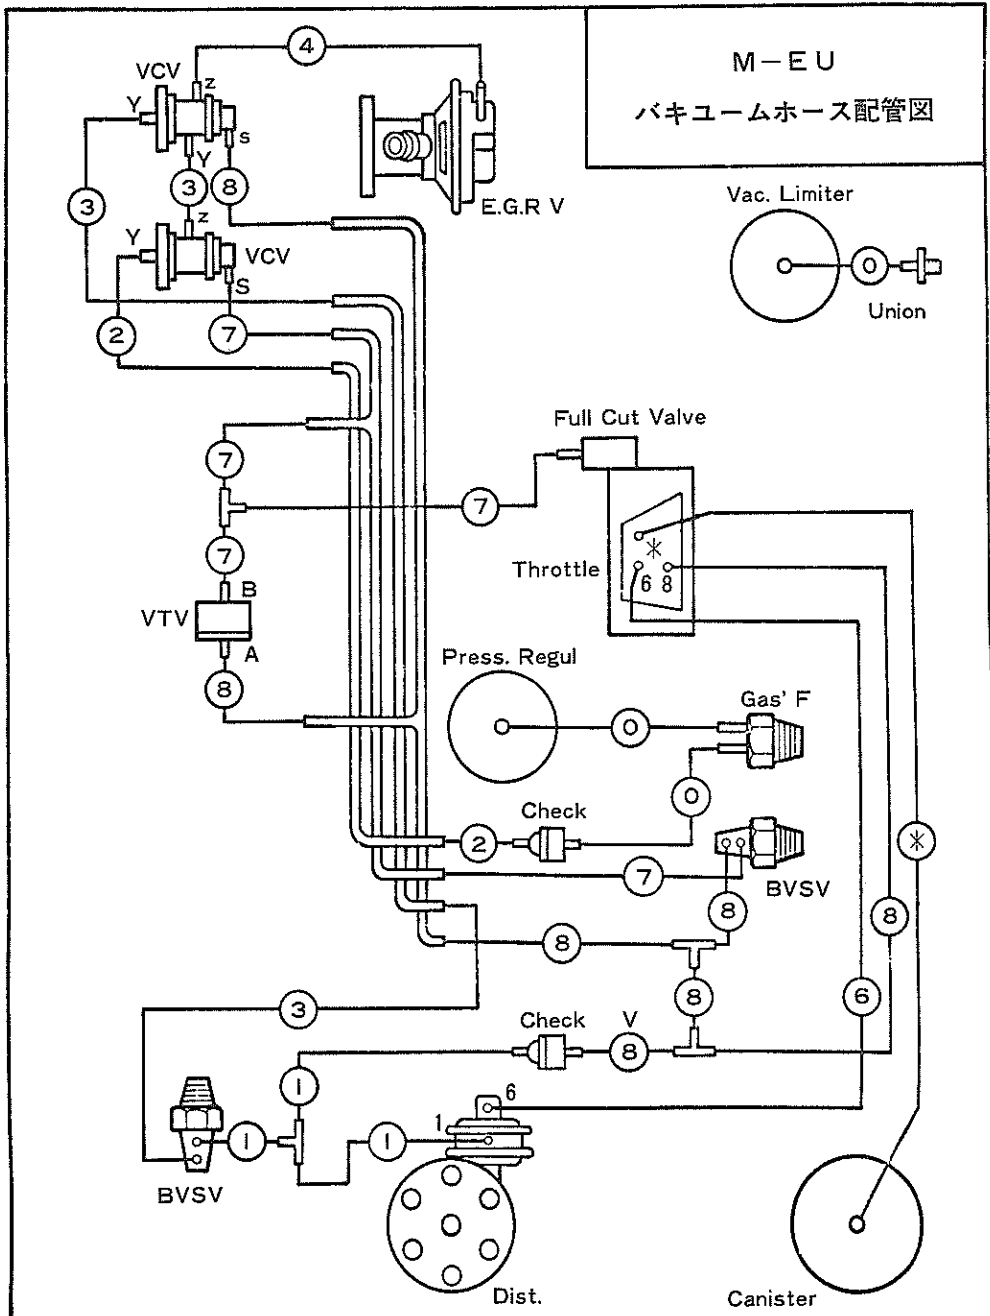 M-EU
バキユームホース配管図
4
VCV
z
Y
s
Y
3
3
8
E.G.R V
Vac. Limiter
0
Union
z
Y
VCV
S
2
7
Full Cut Valve
7
7
Throttle
*
6 8
7
B
VTV
A
8
Press. Regul
0
Gas' F
0
Check
2
*
7
BVSV
8
8
8
6
3
8
Check
V
8
1
6
1
1
1
BVSV
Dist.
Canister